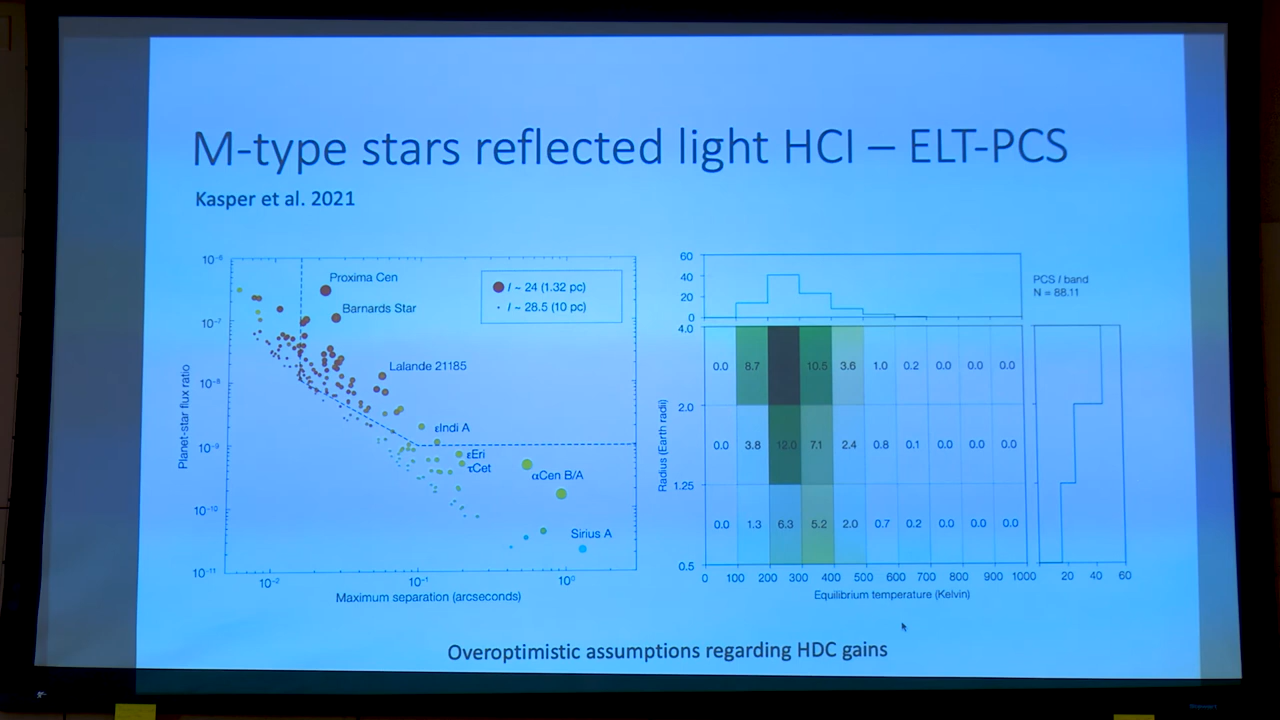 M-type stars reflected light HCI – ELT-PCS
Kasper et al. 2021
10⁻⁶
10⁻⁷
10⁻⁸
10⁻⁹
10⁻¹⁰
10⁻¹¹
Planet-star flux ratio
Proxima Cen
Barnards Star
Lalande 21185
εIndi A
εEri
τCet
αCen B/A
Sirius A
I ~ 24 (1.32 pc)
I ~ 28.5 (10 pc)
10⁻² 10⁻¹ 10⁰
Maximum separation (arcseconds)
60
40
20
0
PCS I band
N = 88.11
4.0
2.0
1.25
0.5
Radius (Earth radii)
0.0 8.7 10.5 3.6 1.0 0.2 0.0 0.0 0.0
0.0 3.8 12.0 7.1 2.4 0.8 0.1 0.0 0.0 0.0
0.0 1.3 6.3 5.2 2.0 0.7 0.2 0.0 0.0 0.0
0 100 200 300 400 500 600 700 800 900 1000
Equilibrium temperature (Kelvin)
20 40 60
Overoptimistic assumptions regarding HDC gains